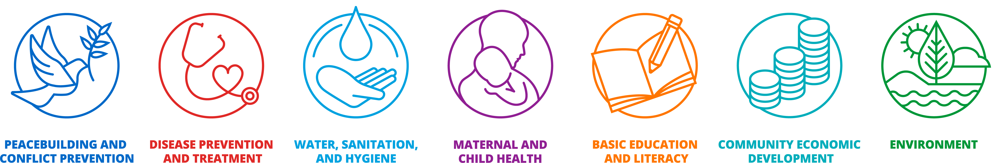 PEACEBUILDING AND
CONFLICT PREVENTION
DISEASE PREVENTION
AND TREATMENT
WATER, SANITATION,
AND HYGIENE
MATERNAL AND
CHILD HEALTH
BASIC EDUCATION
AND LITERACY
COMMUNITY ECONOMIC
DEVELOPMENT
ENVIRONMENT